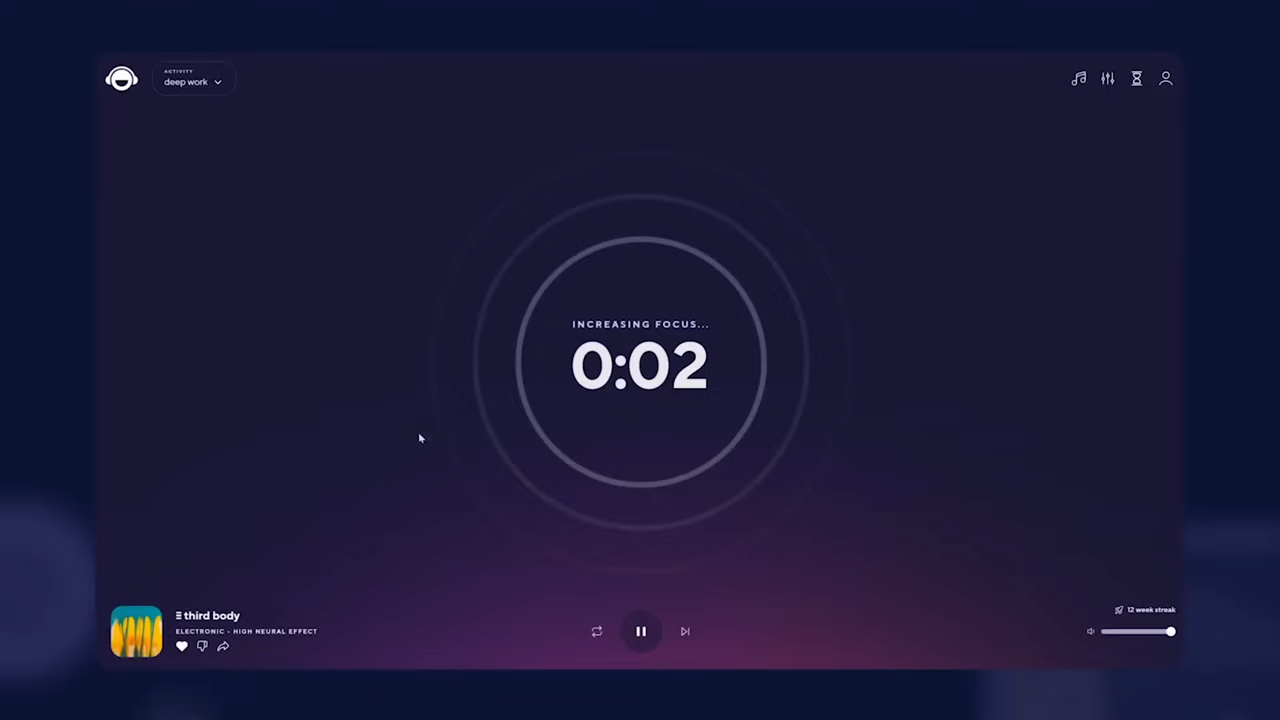 ACTIVITY
deep work
INCREASING FOCUS...
0:02
third body
ELECTRONIC • HIGH NEURAL EFFECT
12 week streak